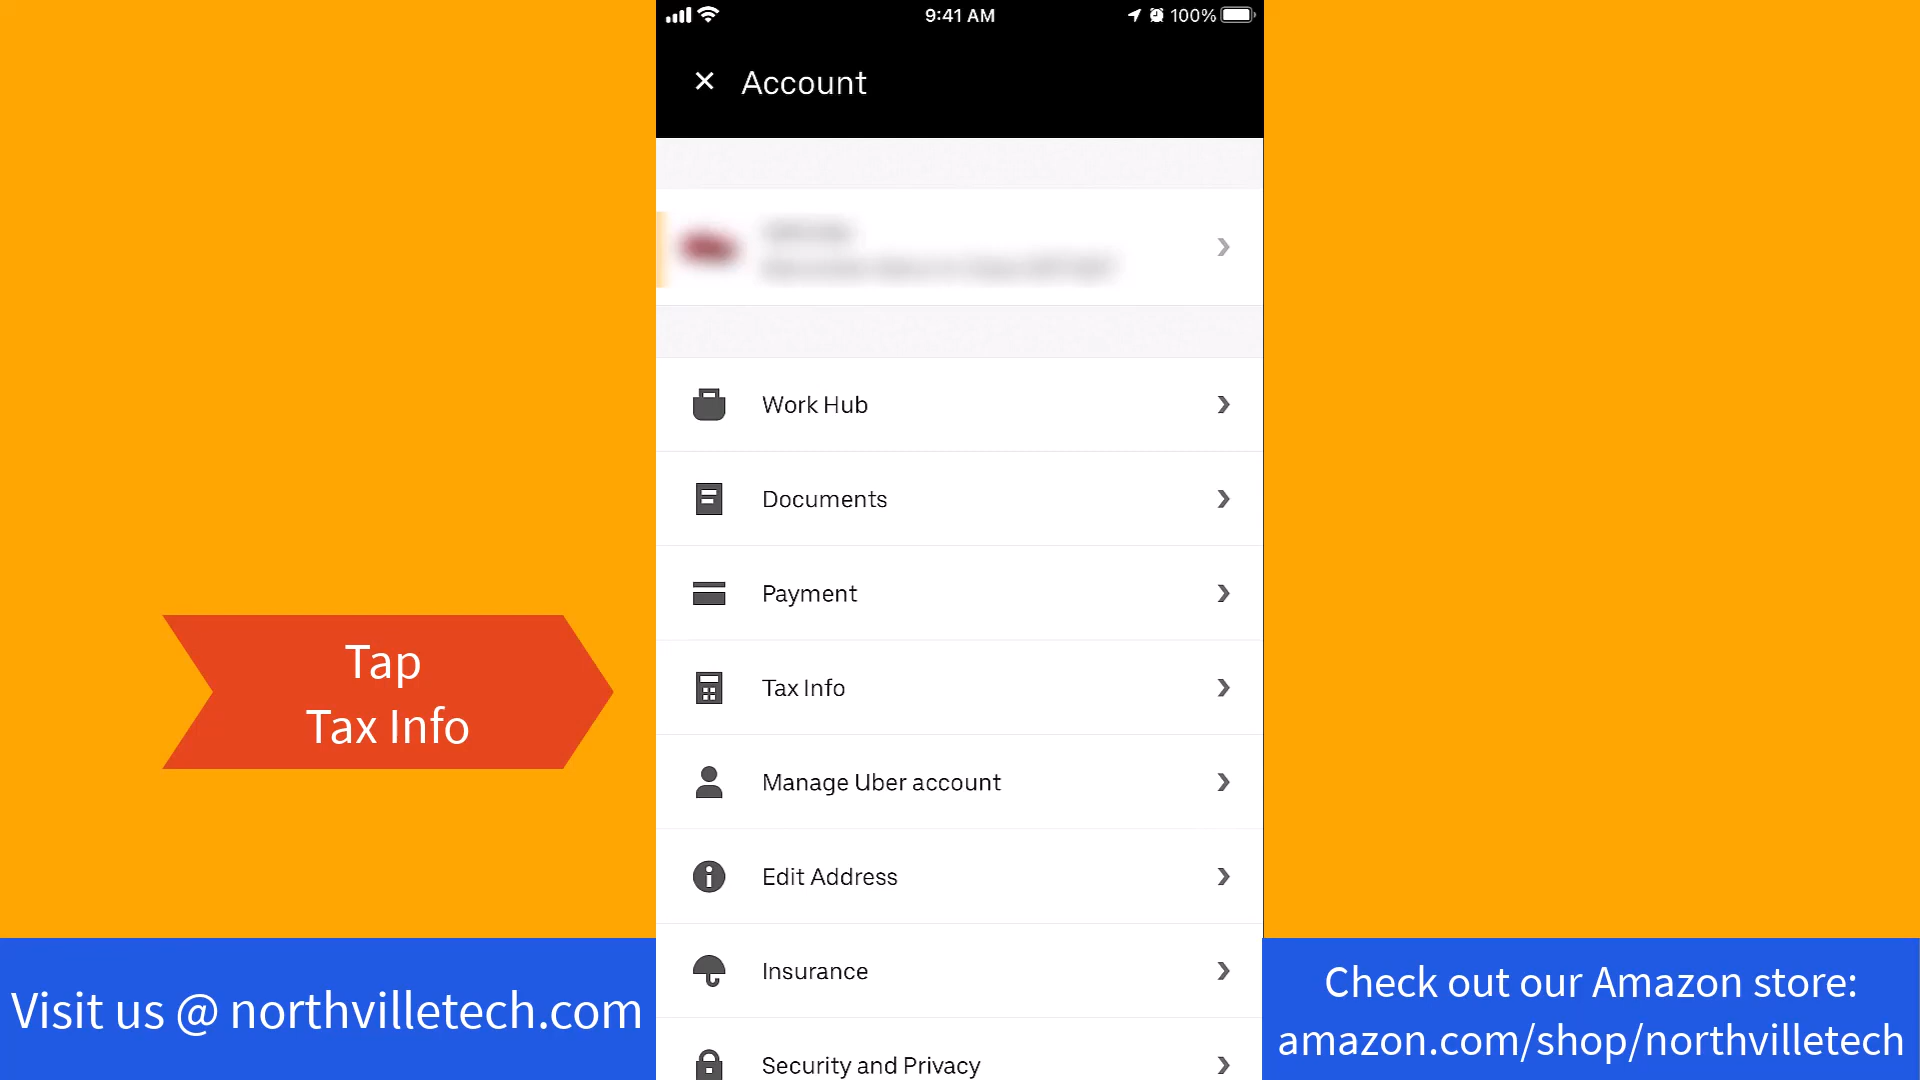 9:41 AM
100%
Account
Work Hub
Documents
Payment
Tax Info
Manage Uber account
Edit Address
Insurance
Security and Privacy
Tap
Tax Info
Visit us @ northvilletech.com
Check out our Amazon store:
amazon.com/shop/northvilletech